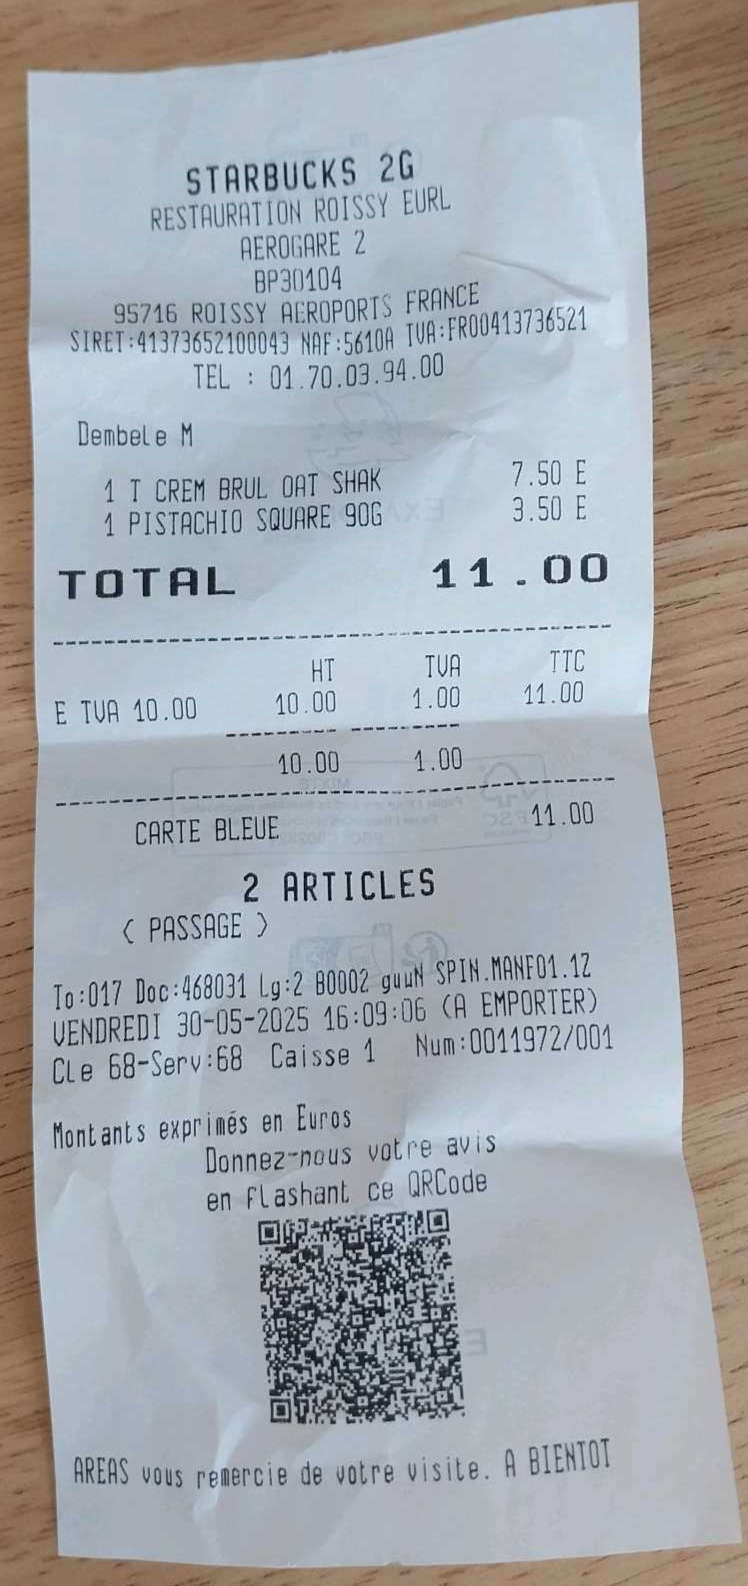 STARBUCKS 2G
RESTAURATION ROISSY EURL
AEROGARE 2
BP30104
95716 ROISSY AEROPORTS FRANCE
SIRET:41373652100043 NAF:5610A TVA:FR00413736521
TEL : 01.70.03.94.00
Dembele M
1 T CREM BRUL OAT SHAK 7.50 E
1 PISTACHIO SQUARE 90G 3.50 E
TOTAL 11.00
HT TVA TTC
E TVA 10.00 10.00 1.00 11.00
10.00 1.00
CARTE BLEUE 11.00
2 ARTICLES
( PASSAGE )
To:017 Doc:468031 Lg:2 B0002 guuN SPIN.MANF01.1Z
VENDREDI 30-05-2025 16:09:06 (A EMPORTER)
CLe 68-Serv:68 Caisse 1 Num:0011972/001
Montants exprimés en Euros
Donnez-nous votre avis
en flashant ce QRCode
AREAS vous remercie de votre visite. A BIENTOT